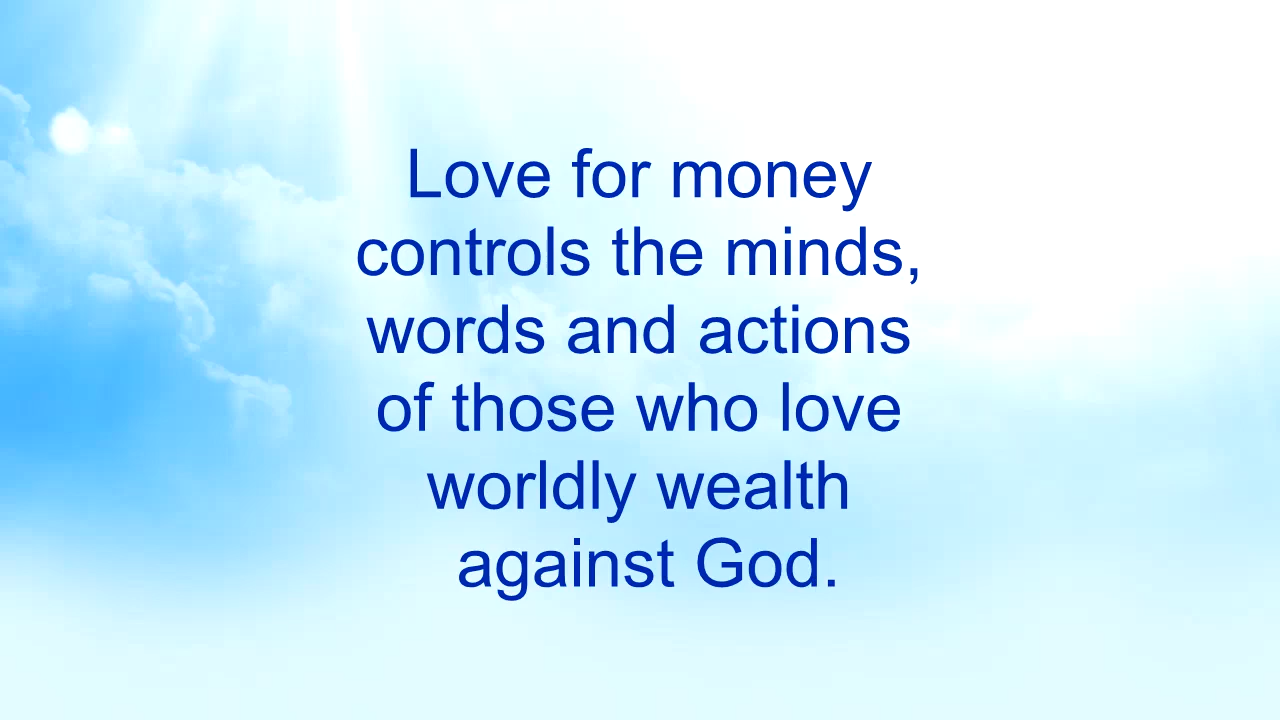 Love for money
controls the minds,
words and actions
of those who love
worldly wealth
against God.